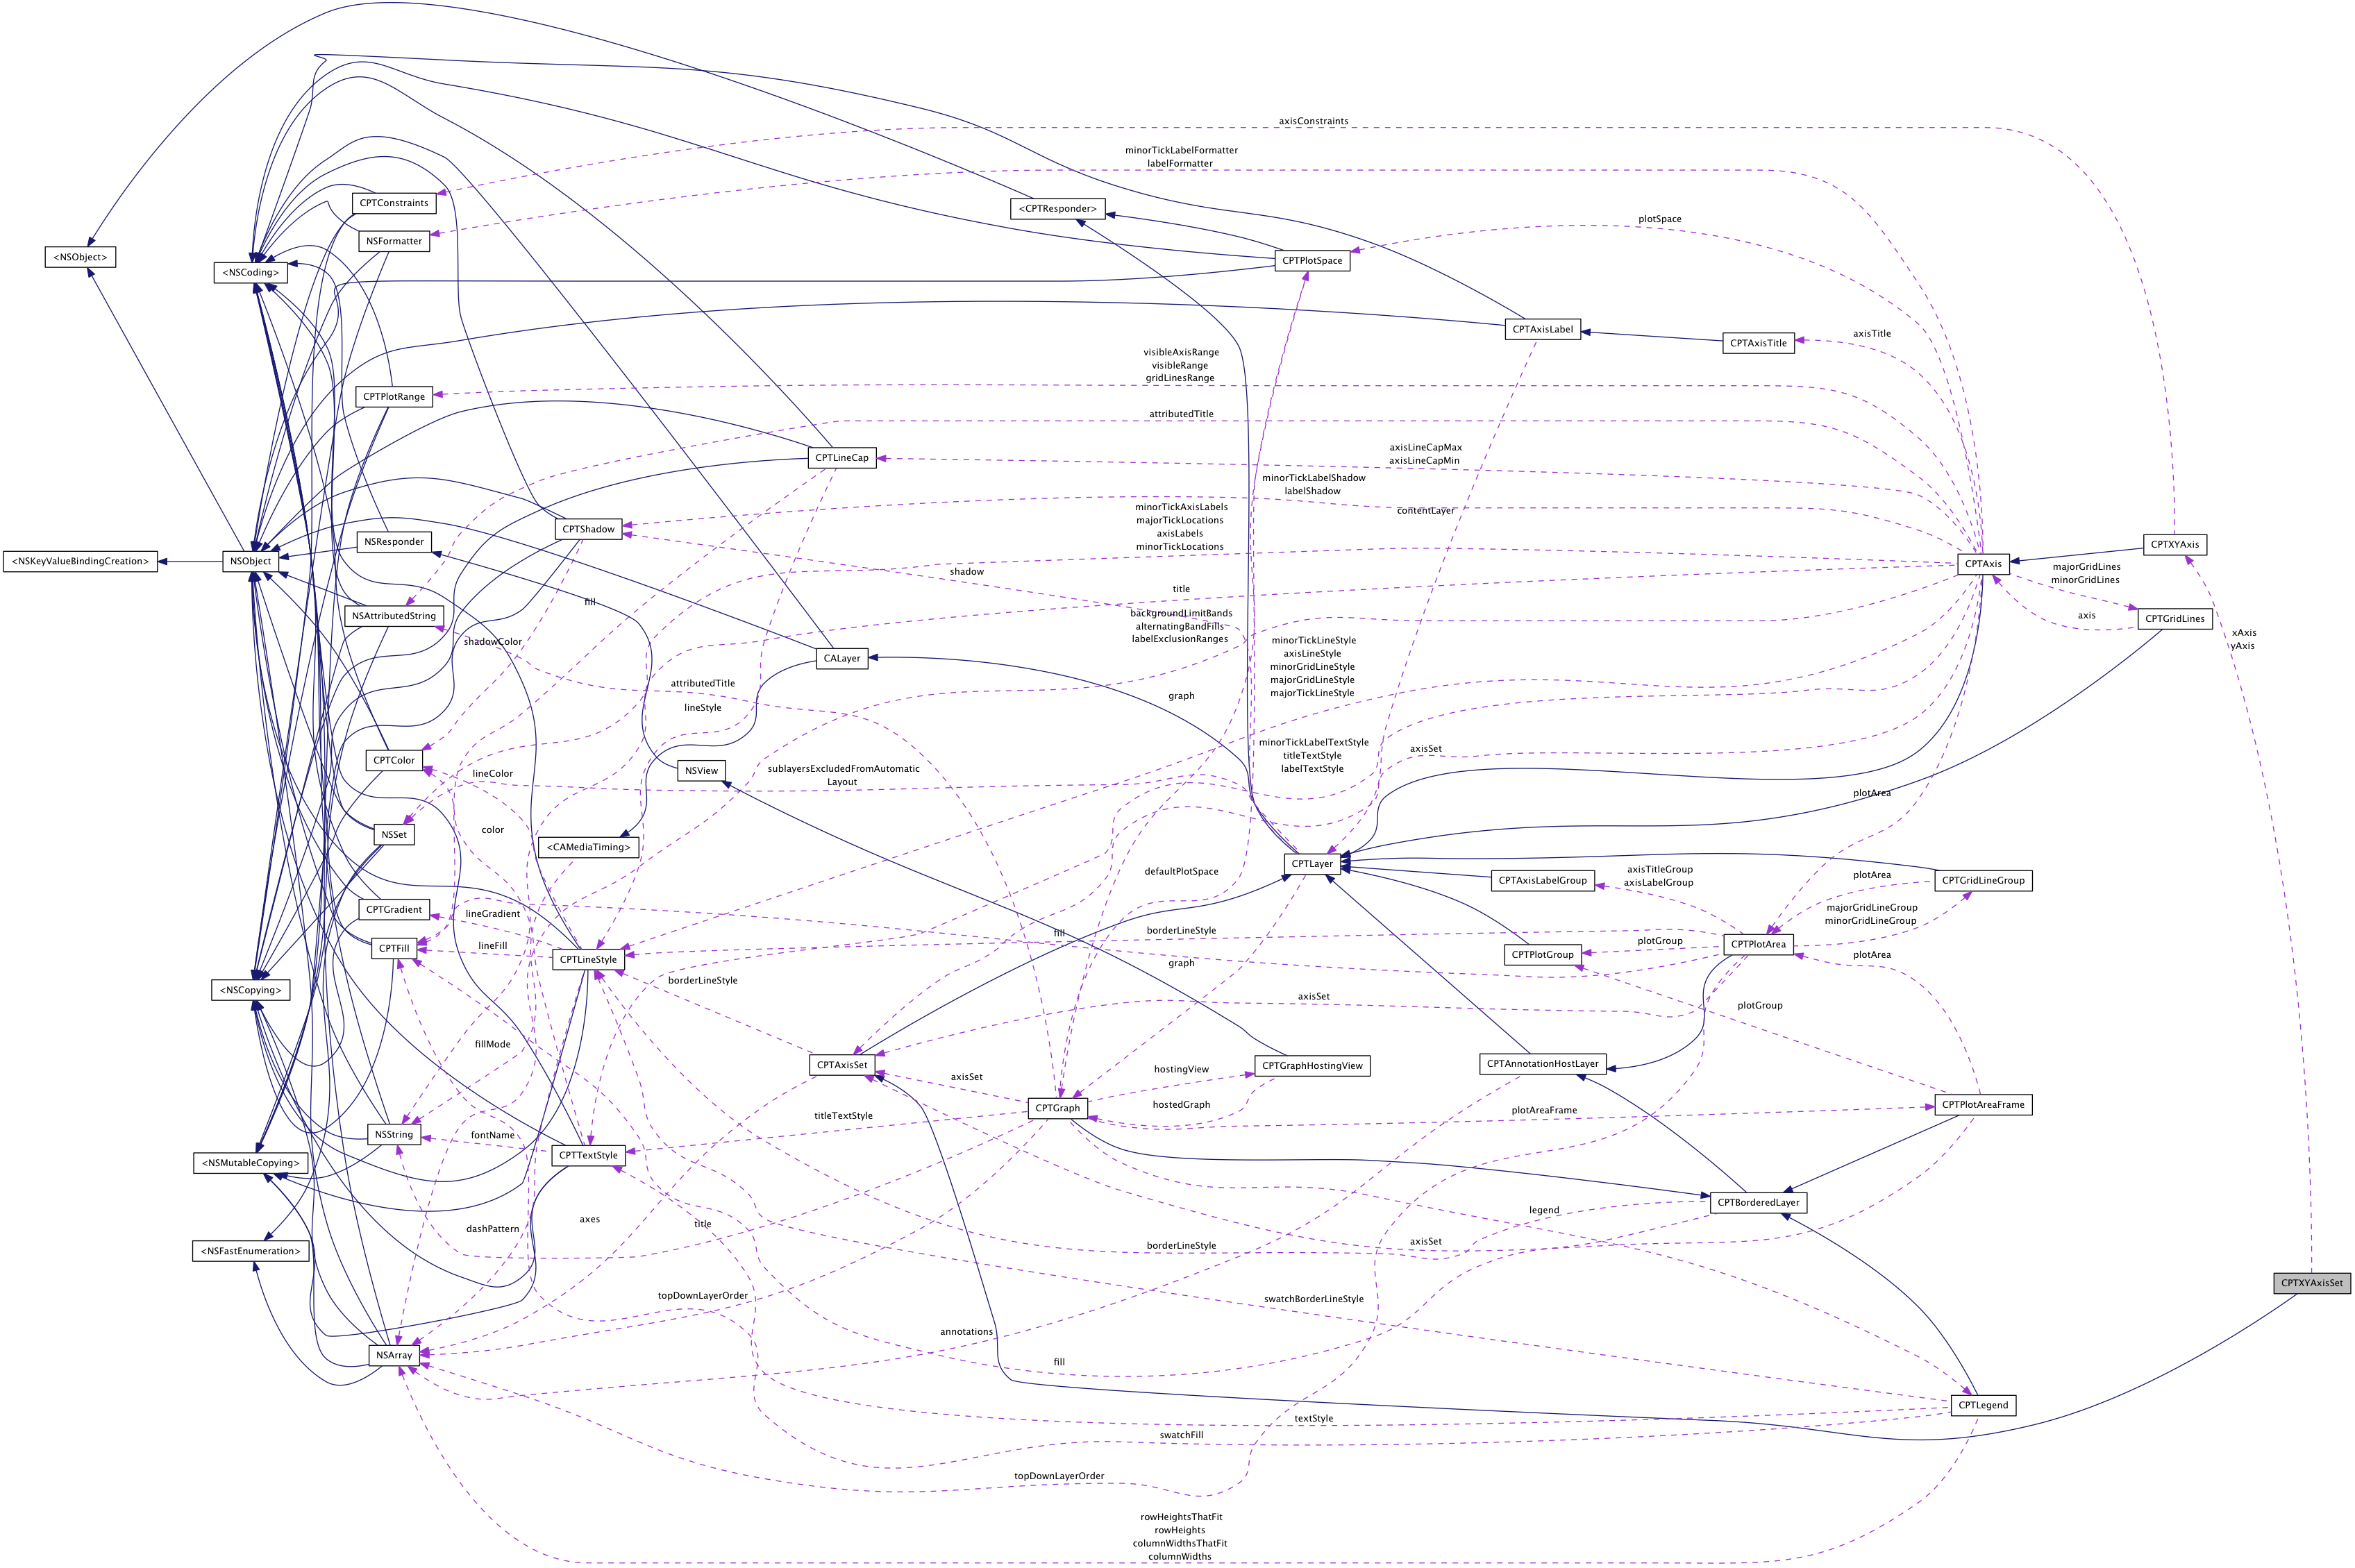 axisConstraints
minorTickLabelFormatter
labelFormatter
CPTConstraints
<CPTResponder>
plotSpace
NSFormatter
<NSObject>
CPTPlotSpace
<NSCoding>
CPTAxisLabel
axisTitle
CPTAxisTitle
visibleAxisRange
visibleRange
gridLinesRange
CPTPlotRange
attributedTitle
axisLineCapMax
axisLineCapMin
CPTLineCap
minorTickLabelShadow
labelShadow
contentLayer
minorTickAxisLabels
majorTickLocations
axisLabels
minorTickLocations
CPTShadow
NSResponder
CPTXYAxis
<NSKeyValueBindingCreation>
NSObject
CPTAxis
majorGridLines
minorGridLines
shadow
title
fill
NSAttributedString
backgroundLimitBands
alternatingBandFills
labelExclusionRanges
axis
CPTGridLines
xAxis
yAxis
shadowColor
minorTickLineStyle
axisLineStyle
minorGridLineStyle
majorGridLineStyle
majorTickLineStyle
CALayer
attributedTitle
graph
lineStyle
minorTickLabelTextStyle
titleTextStyle
labelTextStyle
axisSet
CPTColor
lineColor
NSView
sublayersExcludedFromAutomatic
Layout
plotArea
NSSet
color
<CAMediaTiming>
CPTLayer
defaultPlotSpace
axisTitleGroup
axisLabelGroup
CPTAxisLabelGroup
plotArea
CPTGridLineGroup
CPTGradient
lineGradient
majorGridLineGroup
minorGridLineGroup
fill
borderLineStyle
CPTFill
lineFill
CPTLineStyle
plotGroup
CPTPlotArea
CPTPlotGroup
plotArea
graph
borderLineStyle
<NSCopying>
axisSet
plotGroup
fillMode
CPTAxisSet
CPTGraphHostingView
CPTAnnotationHostLayer
axisSet
hostingView
hostedGraph
CPTGraph
plotAreaFrame
CPTPlotAreaFrame
titleTextStyle
NSString
fontName
CPTTextStyle
<NSMutableCopying>
CPTBorderedLayer
legend
axes
title
dashPattern
borderLineStyle
axisSet
<NSFastEnumeration>
CPTXYAxisSet
topDownLayerOrder
swatchBorderLineStyle
annotations
NSArray
fill
CPTLegend
textStyle
swatchFill
topDownLayerOrder
rowHeightsThatFit
rowHeights
columnWidthsThatFit
columnWidths